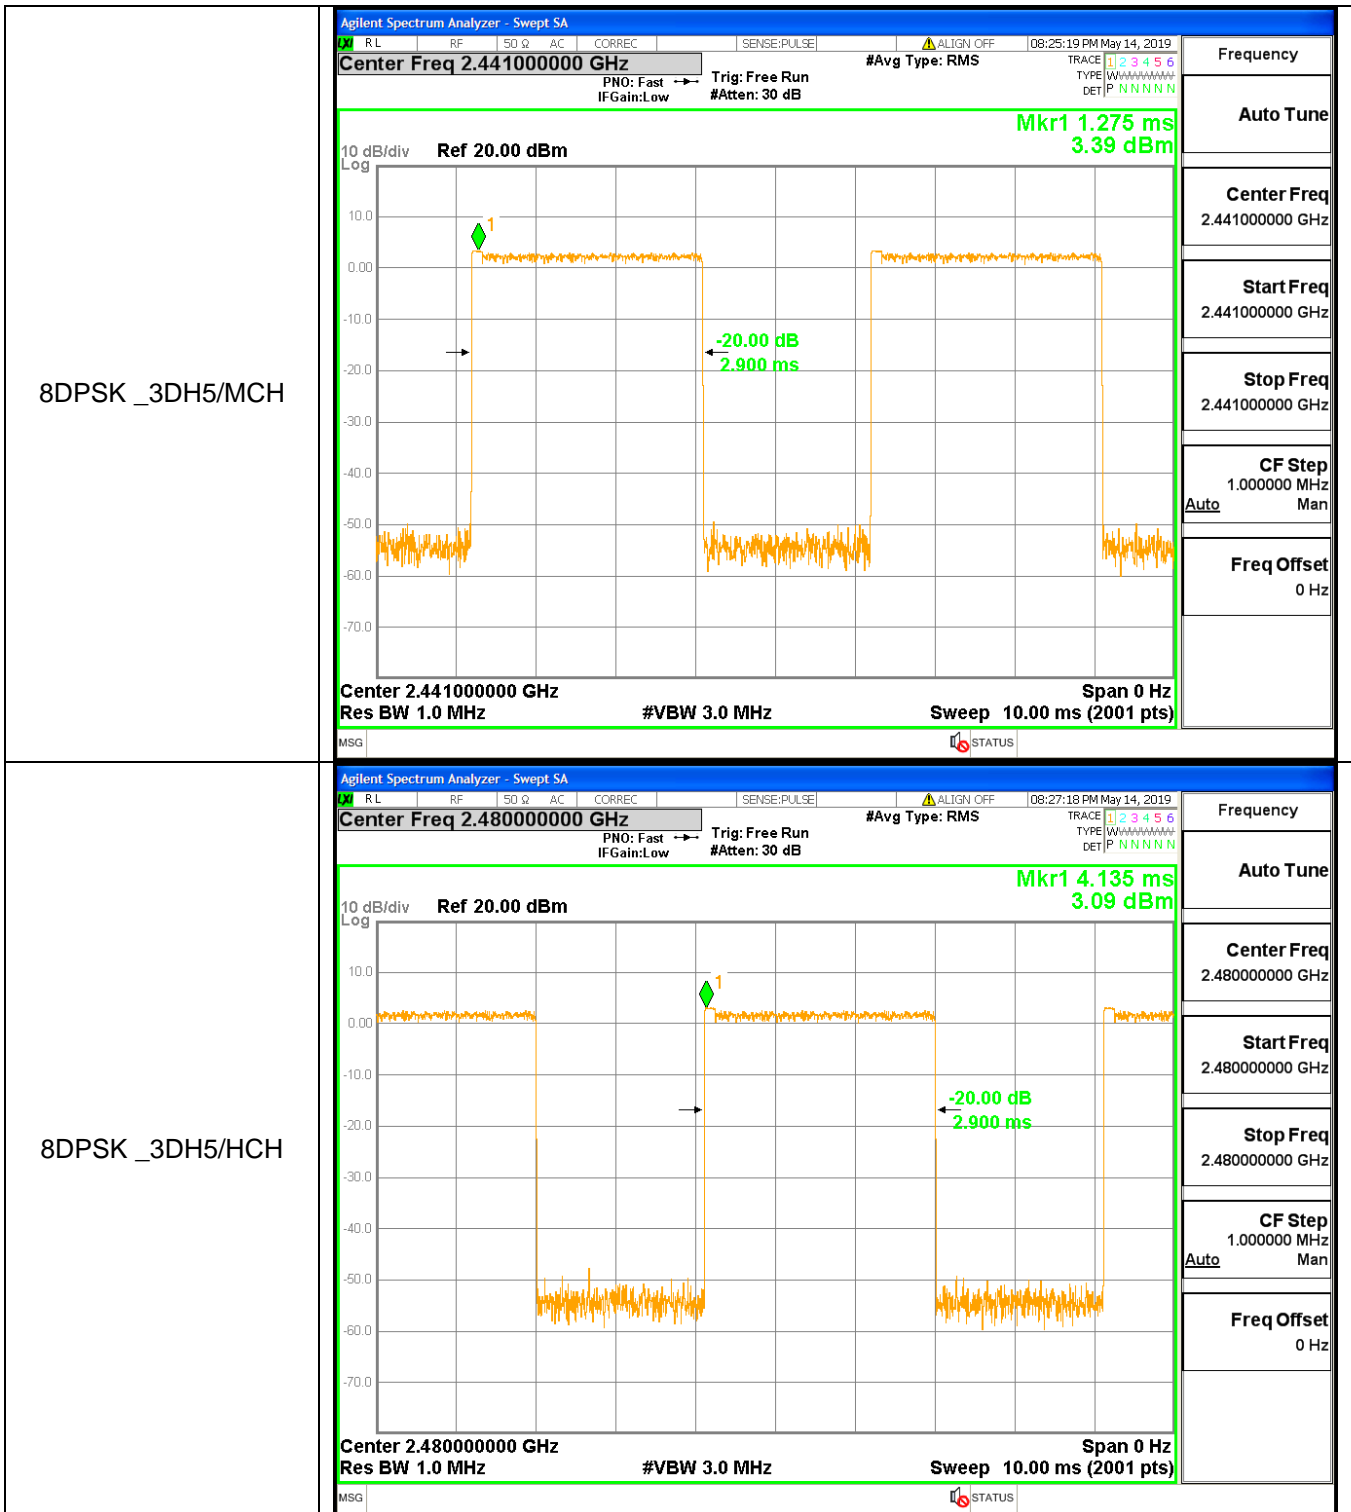 8DPSK _3DH5/MCH
Agilent Spectrum Analyzer - Swept SA
LXI RL RF 50 Ω AC CORREC SENSE:PULSE ALIGN OFF 08:25:19 PM May 14, 2019
Center Freq 2.441000000 GHz
PNO: Fast
IFGain:Low
Trig: Free Run
#Atten: 30 dB
#Avg Type: RMS
TRACE 1 2 3 4 5 6
TYPE
DET P N N N N N
Mkr1 1.275 ms
3.39 dBm
10 dB/div Ref 20.00 dBm
Log
10.0
0.00
-10.0
-20.0
-30.0
-40.0
-50.0
-60.0
-70.0
1
-20.00 dB
2.900 ms
Center 2.441000000 GHz Span 0 Hz
Res BW 1.0 MHz #VBW 3.0 MHz Sweep 10.00 ms (2001 pts)
MSG STATUS
Frequency
Auto Tune
Center Freq
2.441000000 GHz
Start Freq
2.441000000 GHz
Stop Freq
2.441000000 GHz
CF Step
1.000000 MHz
Auto Man
Freq Offset
0 Hz
8DPSK _3DH5/HCH
Agilent Spectrum Analyzer - Swept SA
LXI RL RF 50 Ω AC CORREC SENSE:PULSE ALIGN OFF 08:27:18 PM May 14, 2019
Center Freq 2.480000000 GHz
PNO: Fast
IFGain:Low
Trig: Free Run
#Atten: 30 dB
#Avg Type: RMS
TRACE 1 2 3 4 5 6
TYPE
DET P N N N N N
Mkr1 4.135 ms
3.09 dBm
10 dB/div Ref 20.00 dBm
Log
10.0
0.00
-10.0
-20.0
-30.0
-40.0
-50.0
-60.0
-70.0
1
-20.00 dB
2.900 ms
Center 2.480000000 GHz Span 0 Hz
Res BW 1.0 MHz #VBW 3.0 MHz Sweep 10.00 ms (2001 pts)
MSG STATUS
Frequency
Auto Tune
Center Freq
2.480000000 GHz
Start Freq
2.480000000 GHz
Stop Freq
2.480000000 GHz
CF Step
1.000000 MHz
Auto Man
Freq Offset
0 Hz